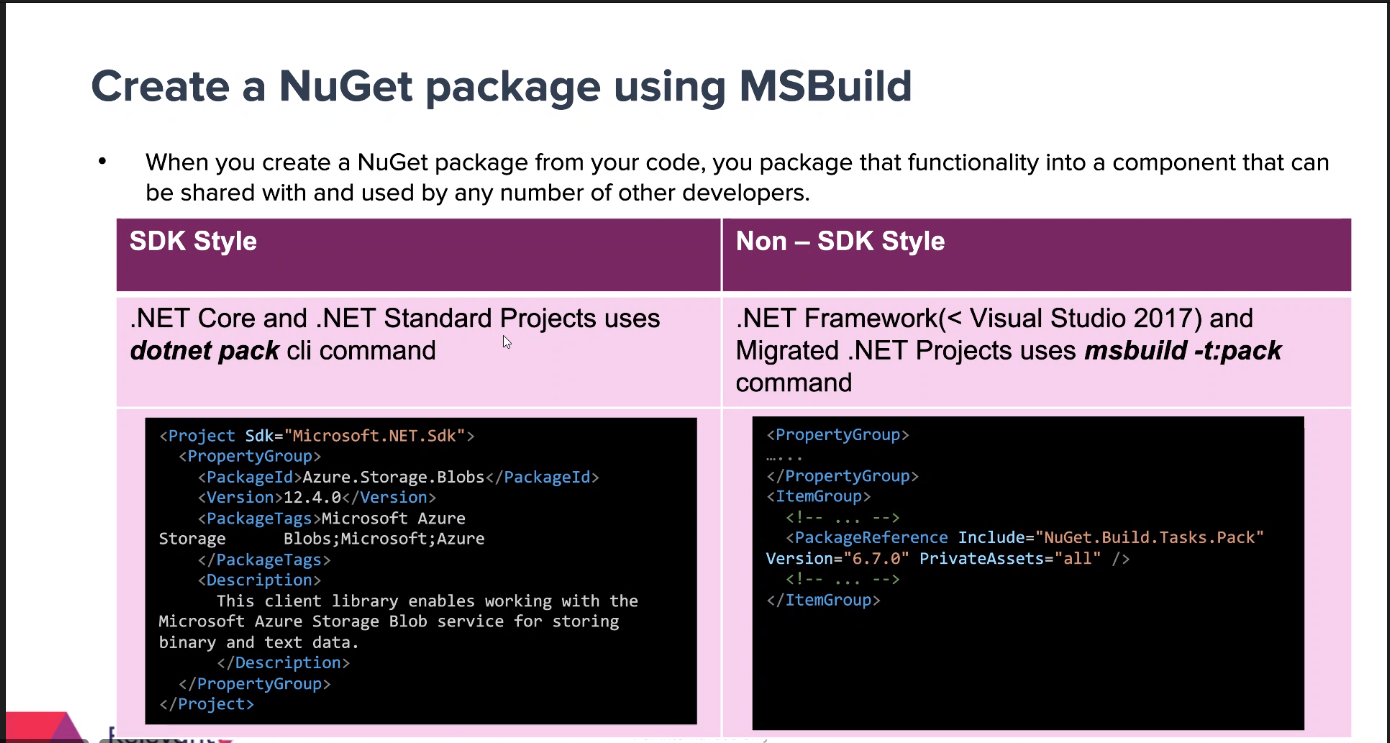 Create a NuGet package using MSBuild
• When you create a NuGet package from your code, you package that functionality into a component that can
be shared with and used by any number of other developers.
SDK Style
Non – SDK Style
.NET Core and .NET Standard Projects uses
dotnet pack cli command
.NET Framework(< Visual Studio 2017) and
Migrated .NET Projects uses msbuild -t:pack
command
<Project Sdk="Microsoft.NET.Sdk">
<PropertyGroup>
<PackageId>Azure.Storage.Blobs</PackageId>
<Version>12.4.0</Version>
<PackageTags>Microsoft Azure
Storage Blobs;Microsoft;Azure
</PackageTags>
<Description>
This client library enables working with the
Microsoft Azure Storage Blob service for storing
binary and text data.
</Description>
</PropertyGroup>
</Project>
<PropertyGroup>
…...
</PropertyGroup>
<ItemGroup>
<!-- ... -->
<PackageReference Include="NuGet.Build.Tasks.Pack"
Version="6.7.0" PrivateAssets="all" />
<!-- ... -->
</ItemGroup>